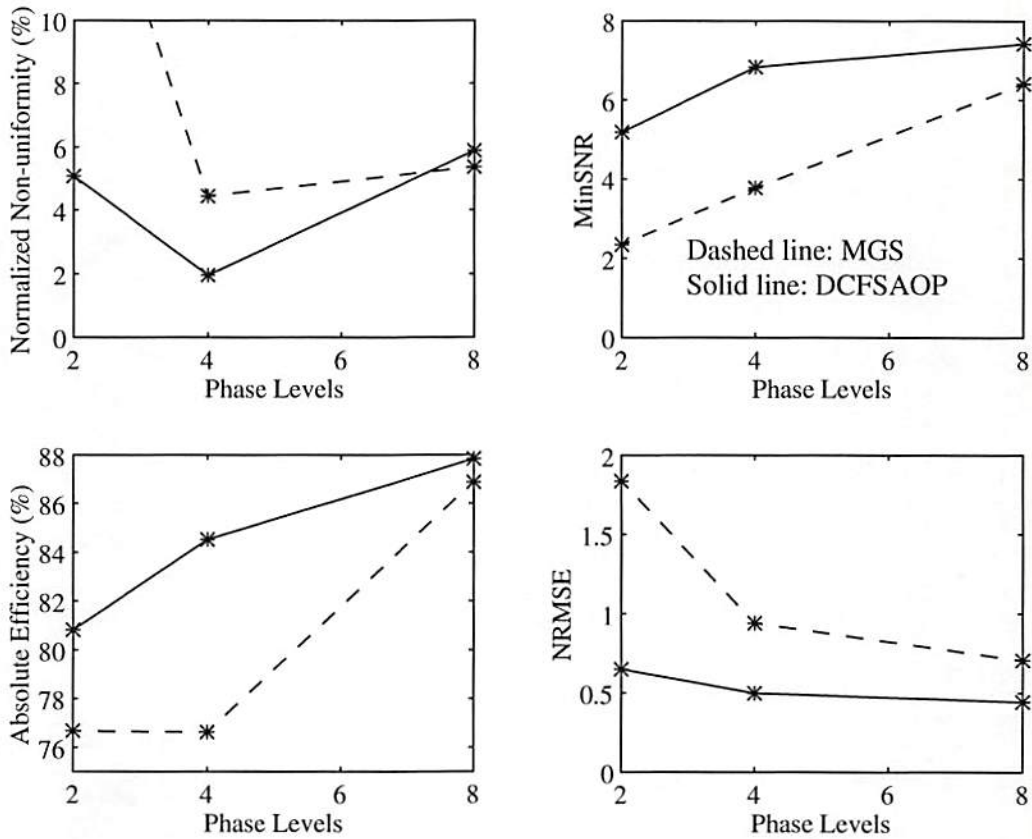 Normalized Non-uniformity (%)
10
8
6
4
2
0
2 4 6 8
Phase Levels
MinSNR
8
6
4
2
0
Dashed line: MGS
Solid line: DCFSAOP
2 4 6 8
Phase Levels
Absolute Efficiency (%)
88
86
84
82
80
78
76
2 4 6 8
Phase Levels
NRMSE
2
1.5
1
0.5
0
2 4 6 8
Phase Levels